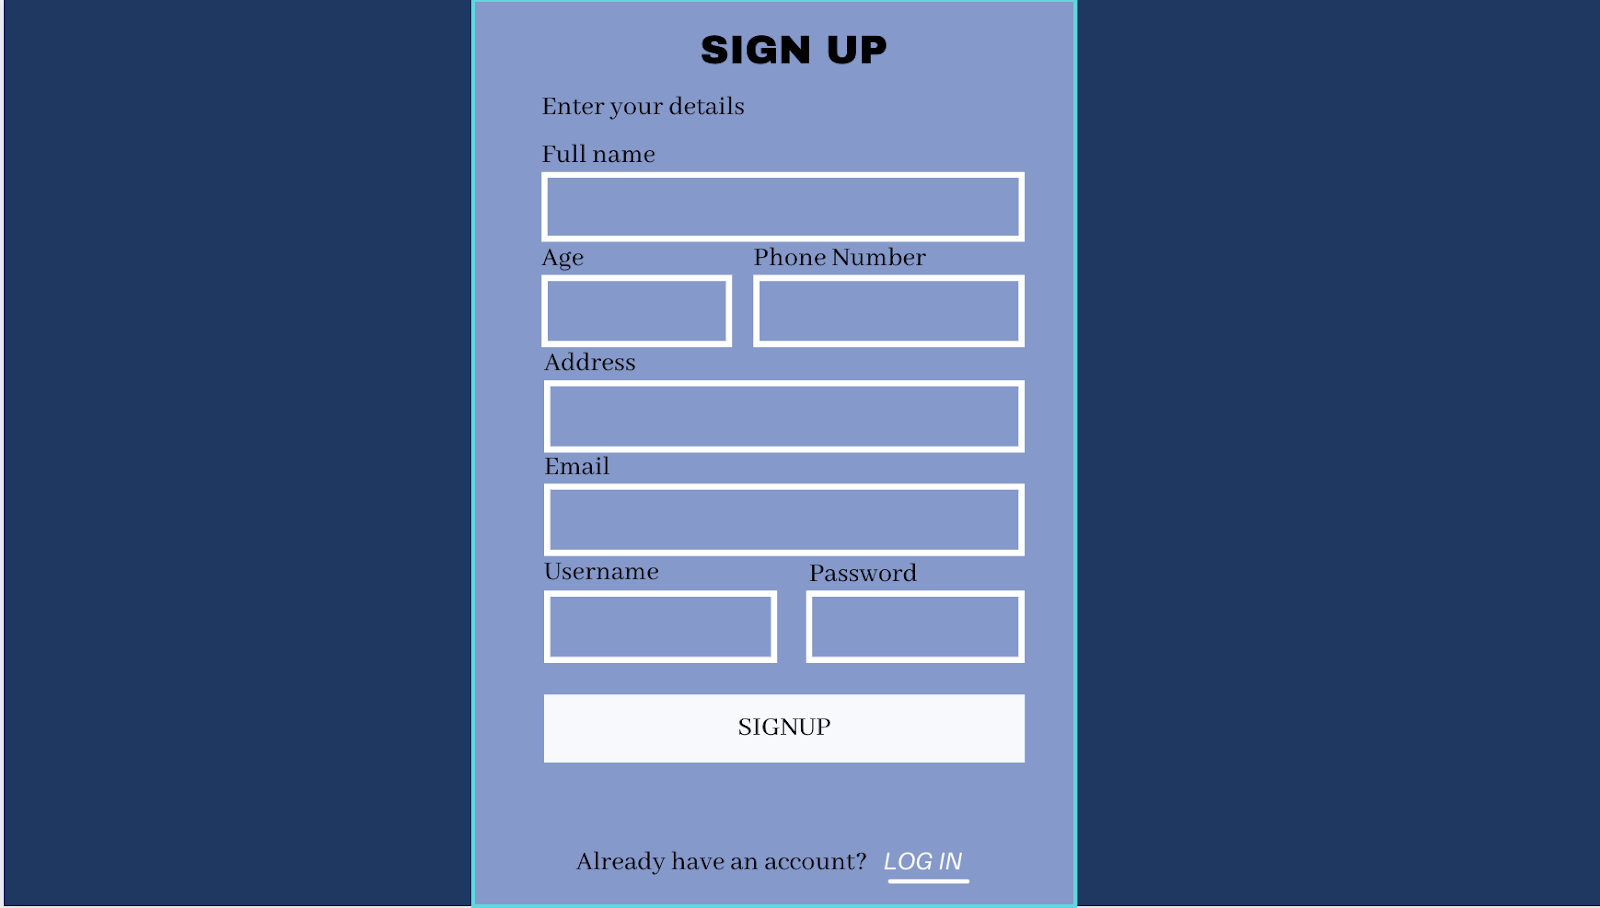 SIGN UP
Enter your details
Full name
Age Phone Number
Address
Email
Username Password
SIGNUP
Already have an account? LOG IN